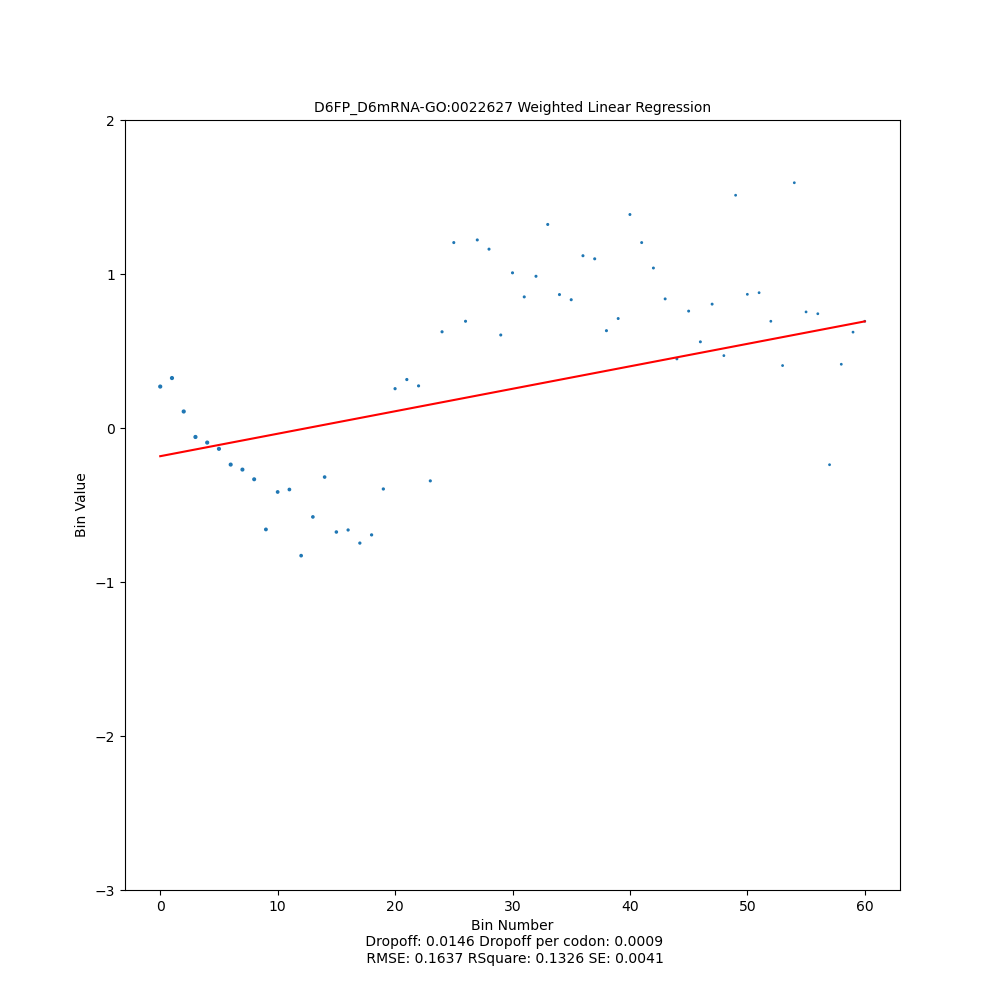 D6FP_D6mRNA-GO:0022627 Weighted Linear Regression
2
1
0
−1
−2
−3
Bin Value
0 10 20 30 40 50 60
Bin Number
Dropoff: 0.0146 Dropoff per codon: 0.0009
RMSE: 0.1637 RSquare: 0.1326 SE: 0.0041